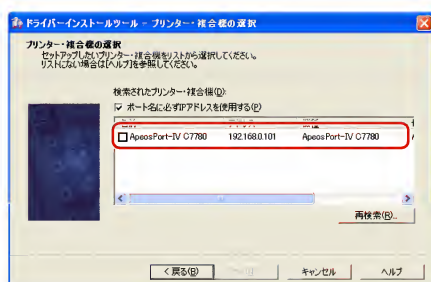 ドライバーインストールツール - プリンター・複合機の選択
プリンター・複合機の選択
セットアップしたいプリンター・複合機をリストから選択してください。
リストにない場合は[ヘルプ]を参照してください。
検索されたプリンター・複合機(D):
ポート名に必ずIPアドレスを使用する(P)
ApeosPort-IV C7780 192.168.0.101 ApeosPort-IV C7780
再検索(R)...
< 戻る(B) キャンセル ヘルプ